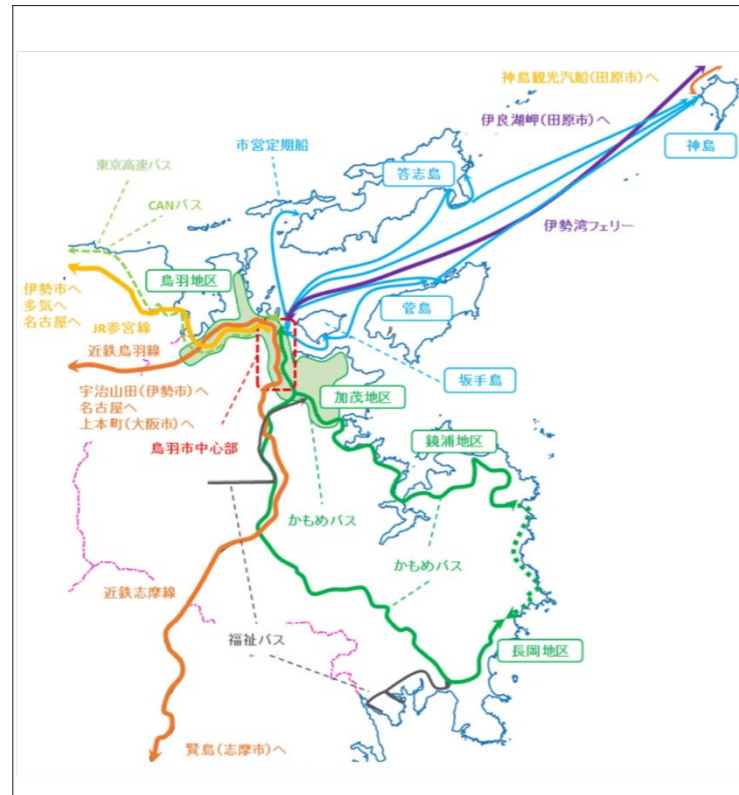 神島観光汽船(田原市)へ
伊良湖岬(田原市)へ
神島
市営定期船
答志島
東京高速バス
CANバス
伊勢湾フェリー
鳥羽地区
伊勢市へ
多気へ
名古屋へ
菅島
JR参宮線
近鉄鳥羽線
坂手島
宇治山田(伊勢市)へ
名古屋へ
上本町(大阪市)へ
加茂地区
鳥羽市中心部
鏡浦地区
かもめバス
かもめバス
近鉄志摩線
福祉バス
長岡地区
賢島(志摩市)へ